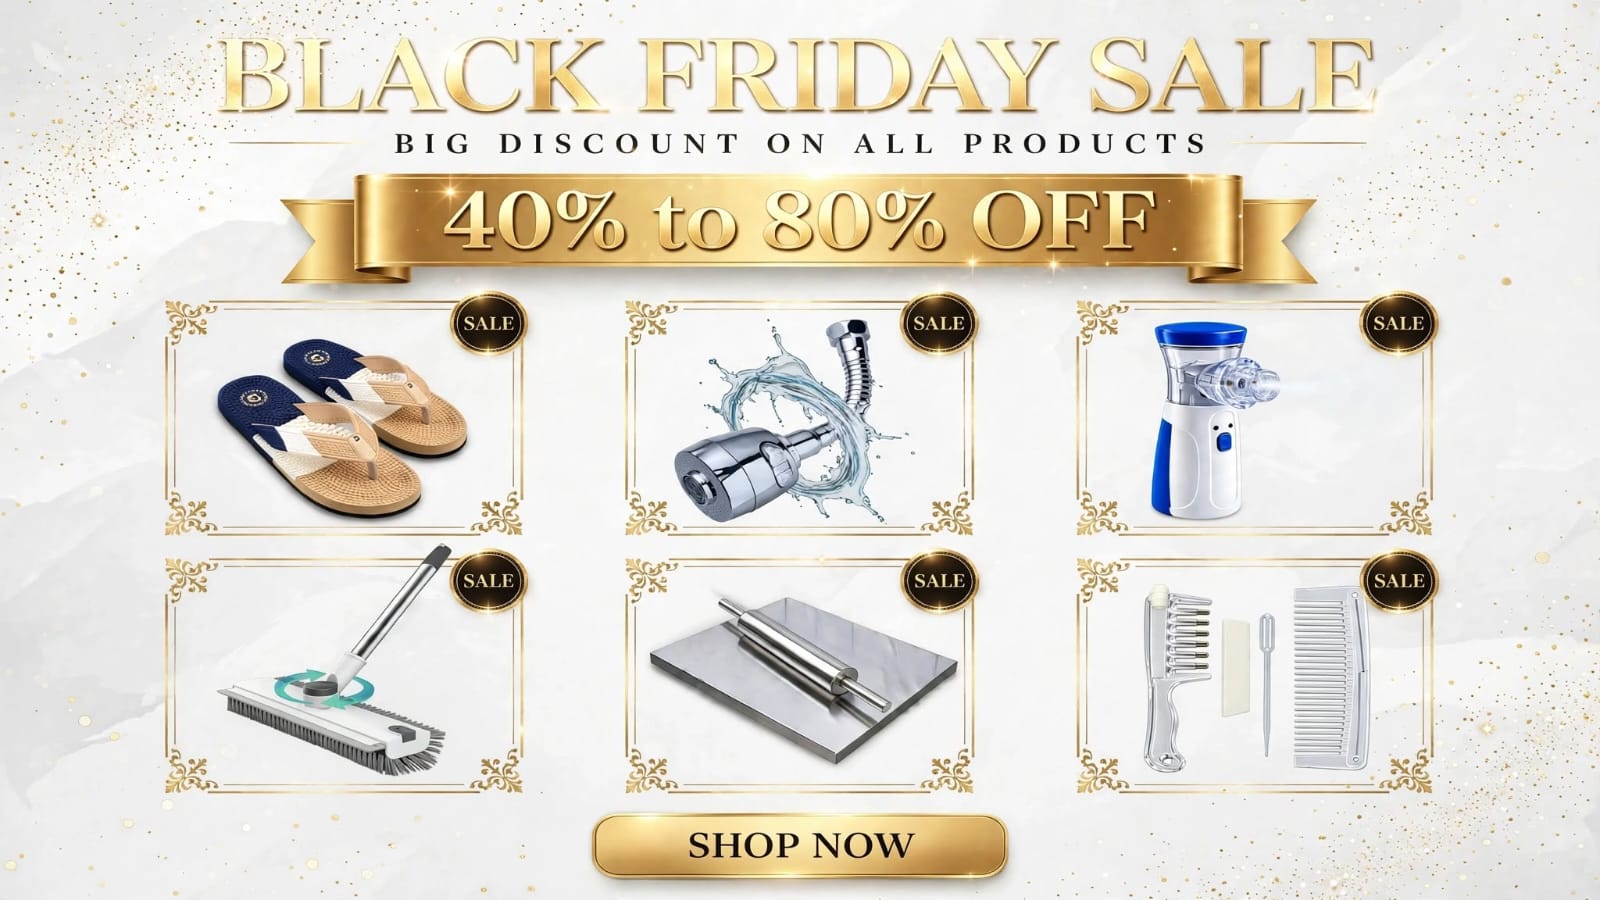 BLACK FRIDAY SALE
BIG DISCOUNT ON ALL PRODUCTS
40% to 80% OFF
SALE
SALE
SALE
SALE
SALE
SALE
SHOP NOW